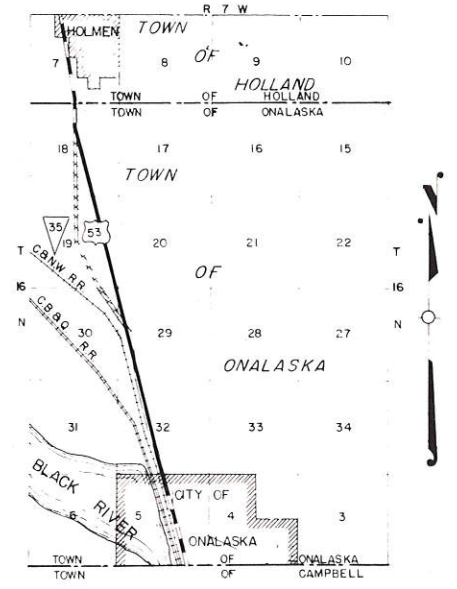 R 7 W
HOLMEN TOWN
OF
7 8 9 10
HOLLAND
TOWN OF HOLLAND
TOWN OF ONALASKA
18 17 16 15
TOWN
35 53
19 20 21 22
T T
OF
C&NW RR
16 16
CB&Q RR
N N
30 29 28 27
ONALASKA
31 32 33 34
BLACK RIVER
CITY OF
6 5 4 3
ONALASKA
TOWN OF ONALASKA
TOWN OF CAMPBELL